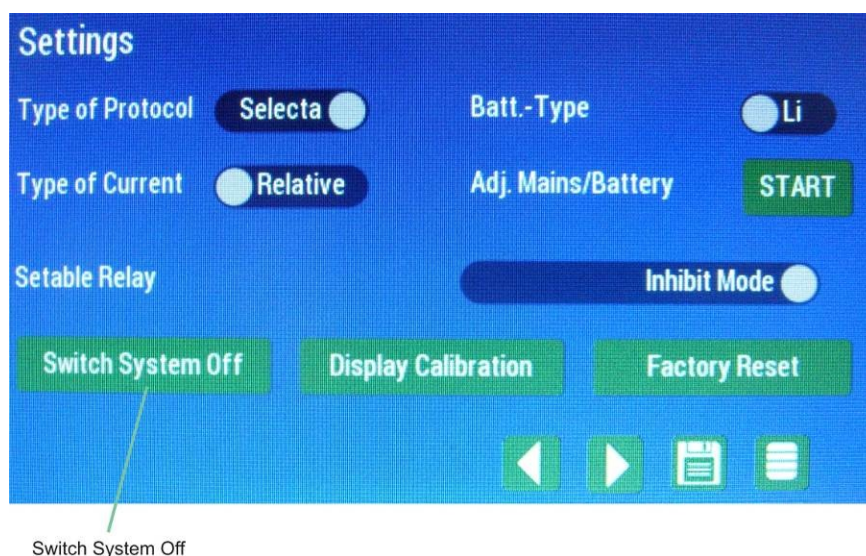 Settings
Type of Protocol Selecta Batt.-Type Li
Type of Current Relative Adj. Mains/Battery START
Setable Relay Inhibit Mode
Switch System Off Display Calibration Factory Reset
Switch System Off